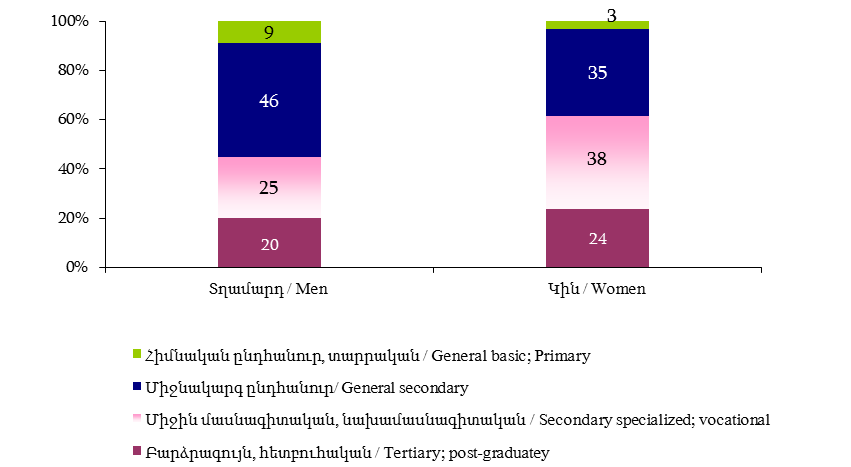 100%
80%
60%
40%
20%
0%
9
46
25
20
3
35
38
24
Տղամարդ / Men
Կին / Women
Հիմնական ընդհանուր, տարրական / General basic; Primary
Միջնակարգ ընդհանուր/ General secondary
Միջին մասնագիտական, նախամասնագիտական / Secondary specialized; vocational
Բարձրագույն, հետբուհական / Tertiary; post-graduatey